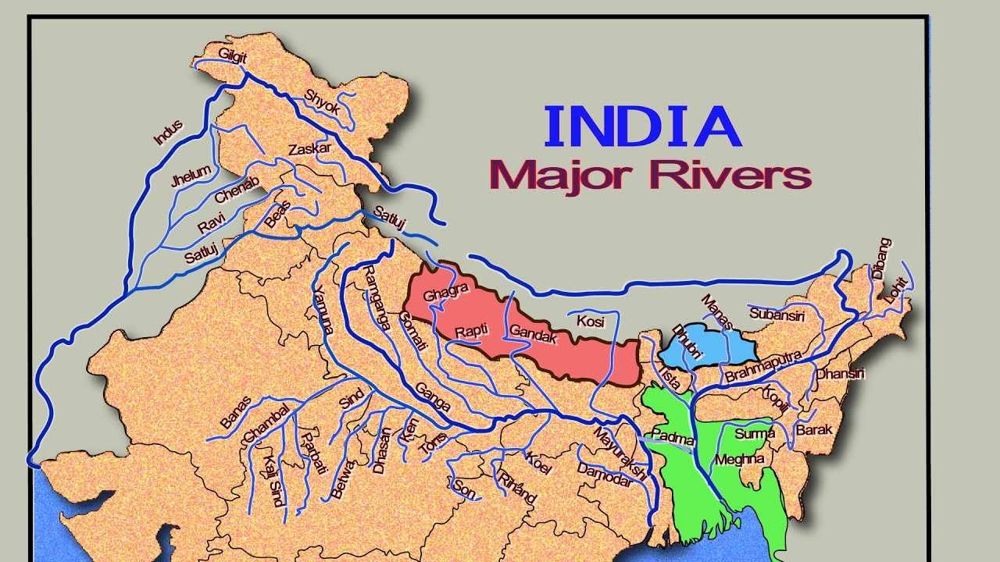 INDIA
Major Rivers
Gilgit
Shyok
Indus
Zaskar
Jhelum
Chenab
Ravi
Beas
Satluj
Satluj
Yamuna
Ramganga
Gomati
Ghagra
Rapti
Gandak
Kosi
Manas
Dhubri
Subansiri
Dibang
Lohit
Brahmaputra
ista
Dhansiri
Kopili
Banas
Chambal
Sind
Ganga
Ken
Tons
Kali Sind
Parbati
Betwa
Dhasan
Son
Rihand
Koel
Damodar
Mayurakshi
Padma
Surma
Barak
Meghna